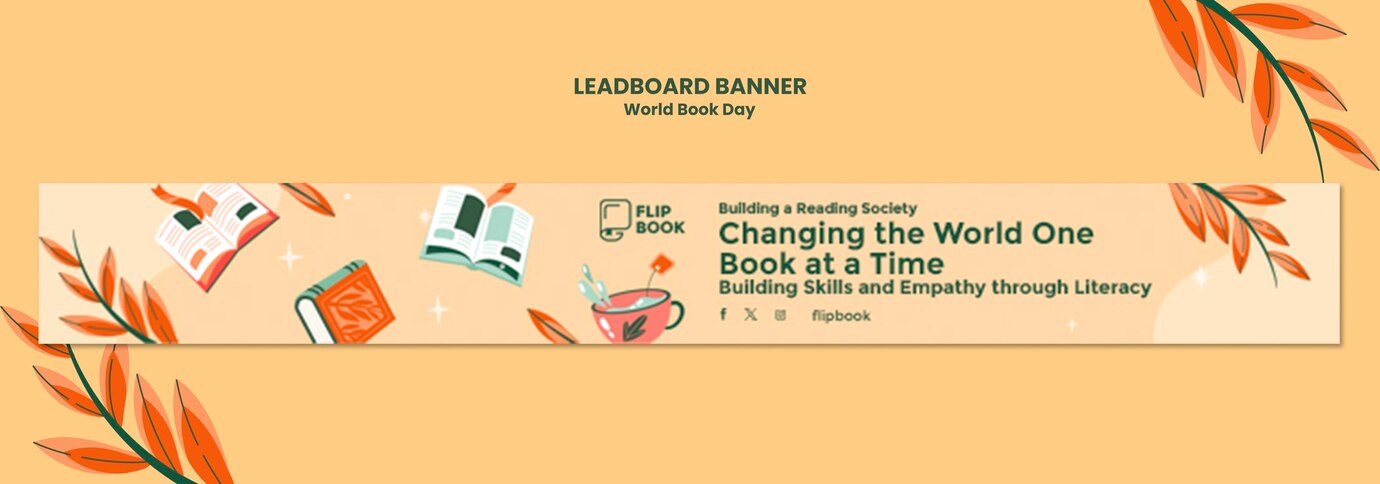 LEADBOARD BANNER
World Book Day
FLIP
BOOK
Building a Reading Society
Changing the World One
Book at a Time
Building Skills and Empathy through Literacy
flipbook